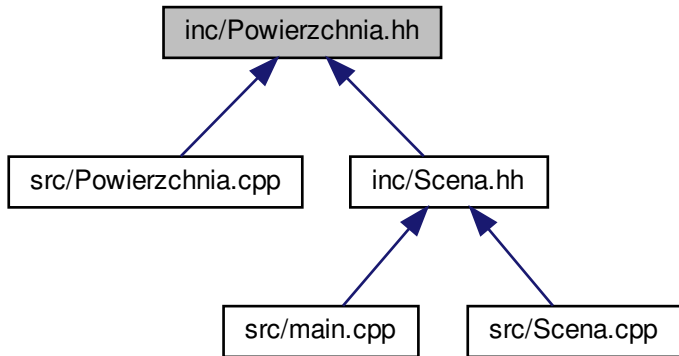 inc/Powierzchnia.hh
src/Powierzchnia.cpp
inc/Scena.hh
src/main.cpp
src/Scena.cpp